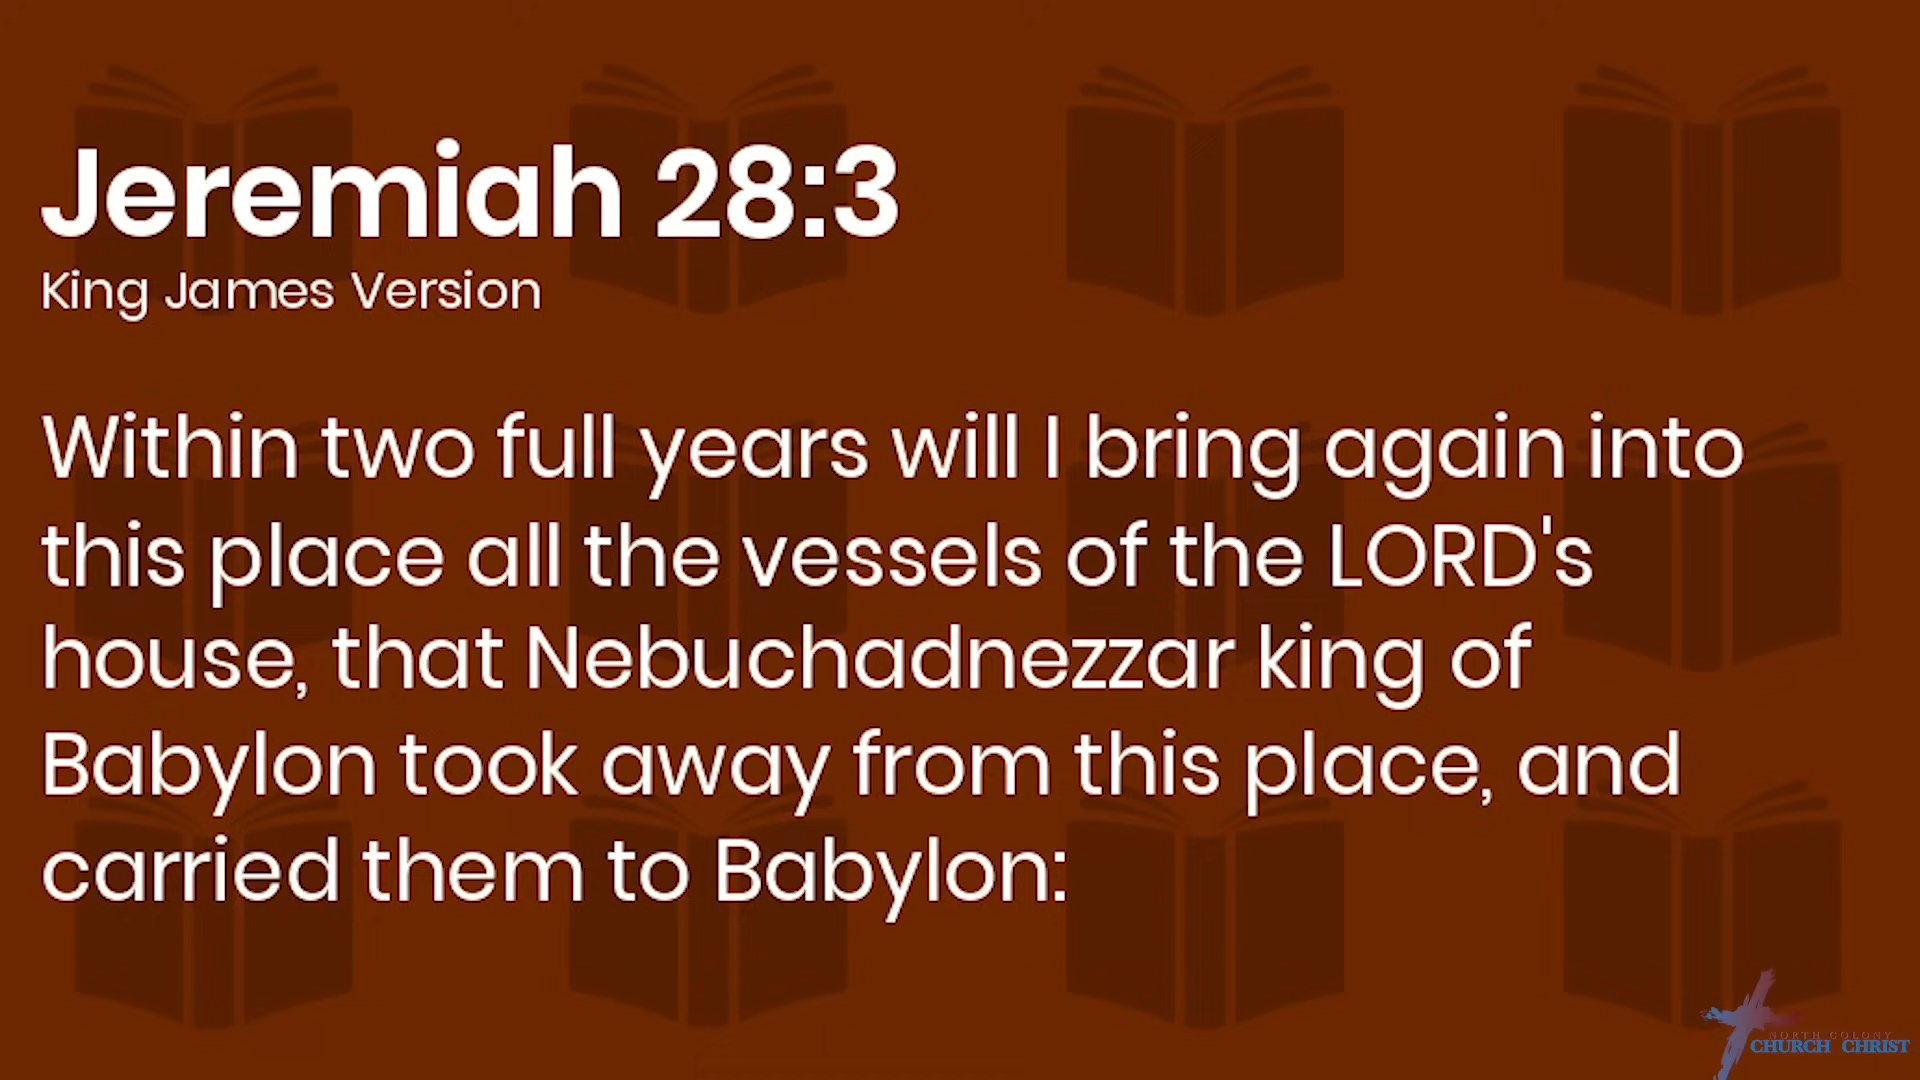 Jeremiah 28:3
King James Version
Within two full years will I bring again into
this place all the vessels of the LORD's
house, that Nebuchadnezzar king of
Babylon took away from this place, and
carried them to Babylon:
NORTH COLONY
CHURCH CHRIST